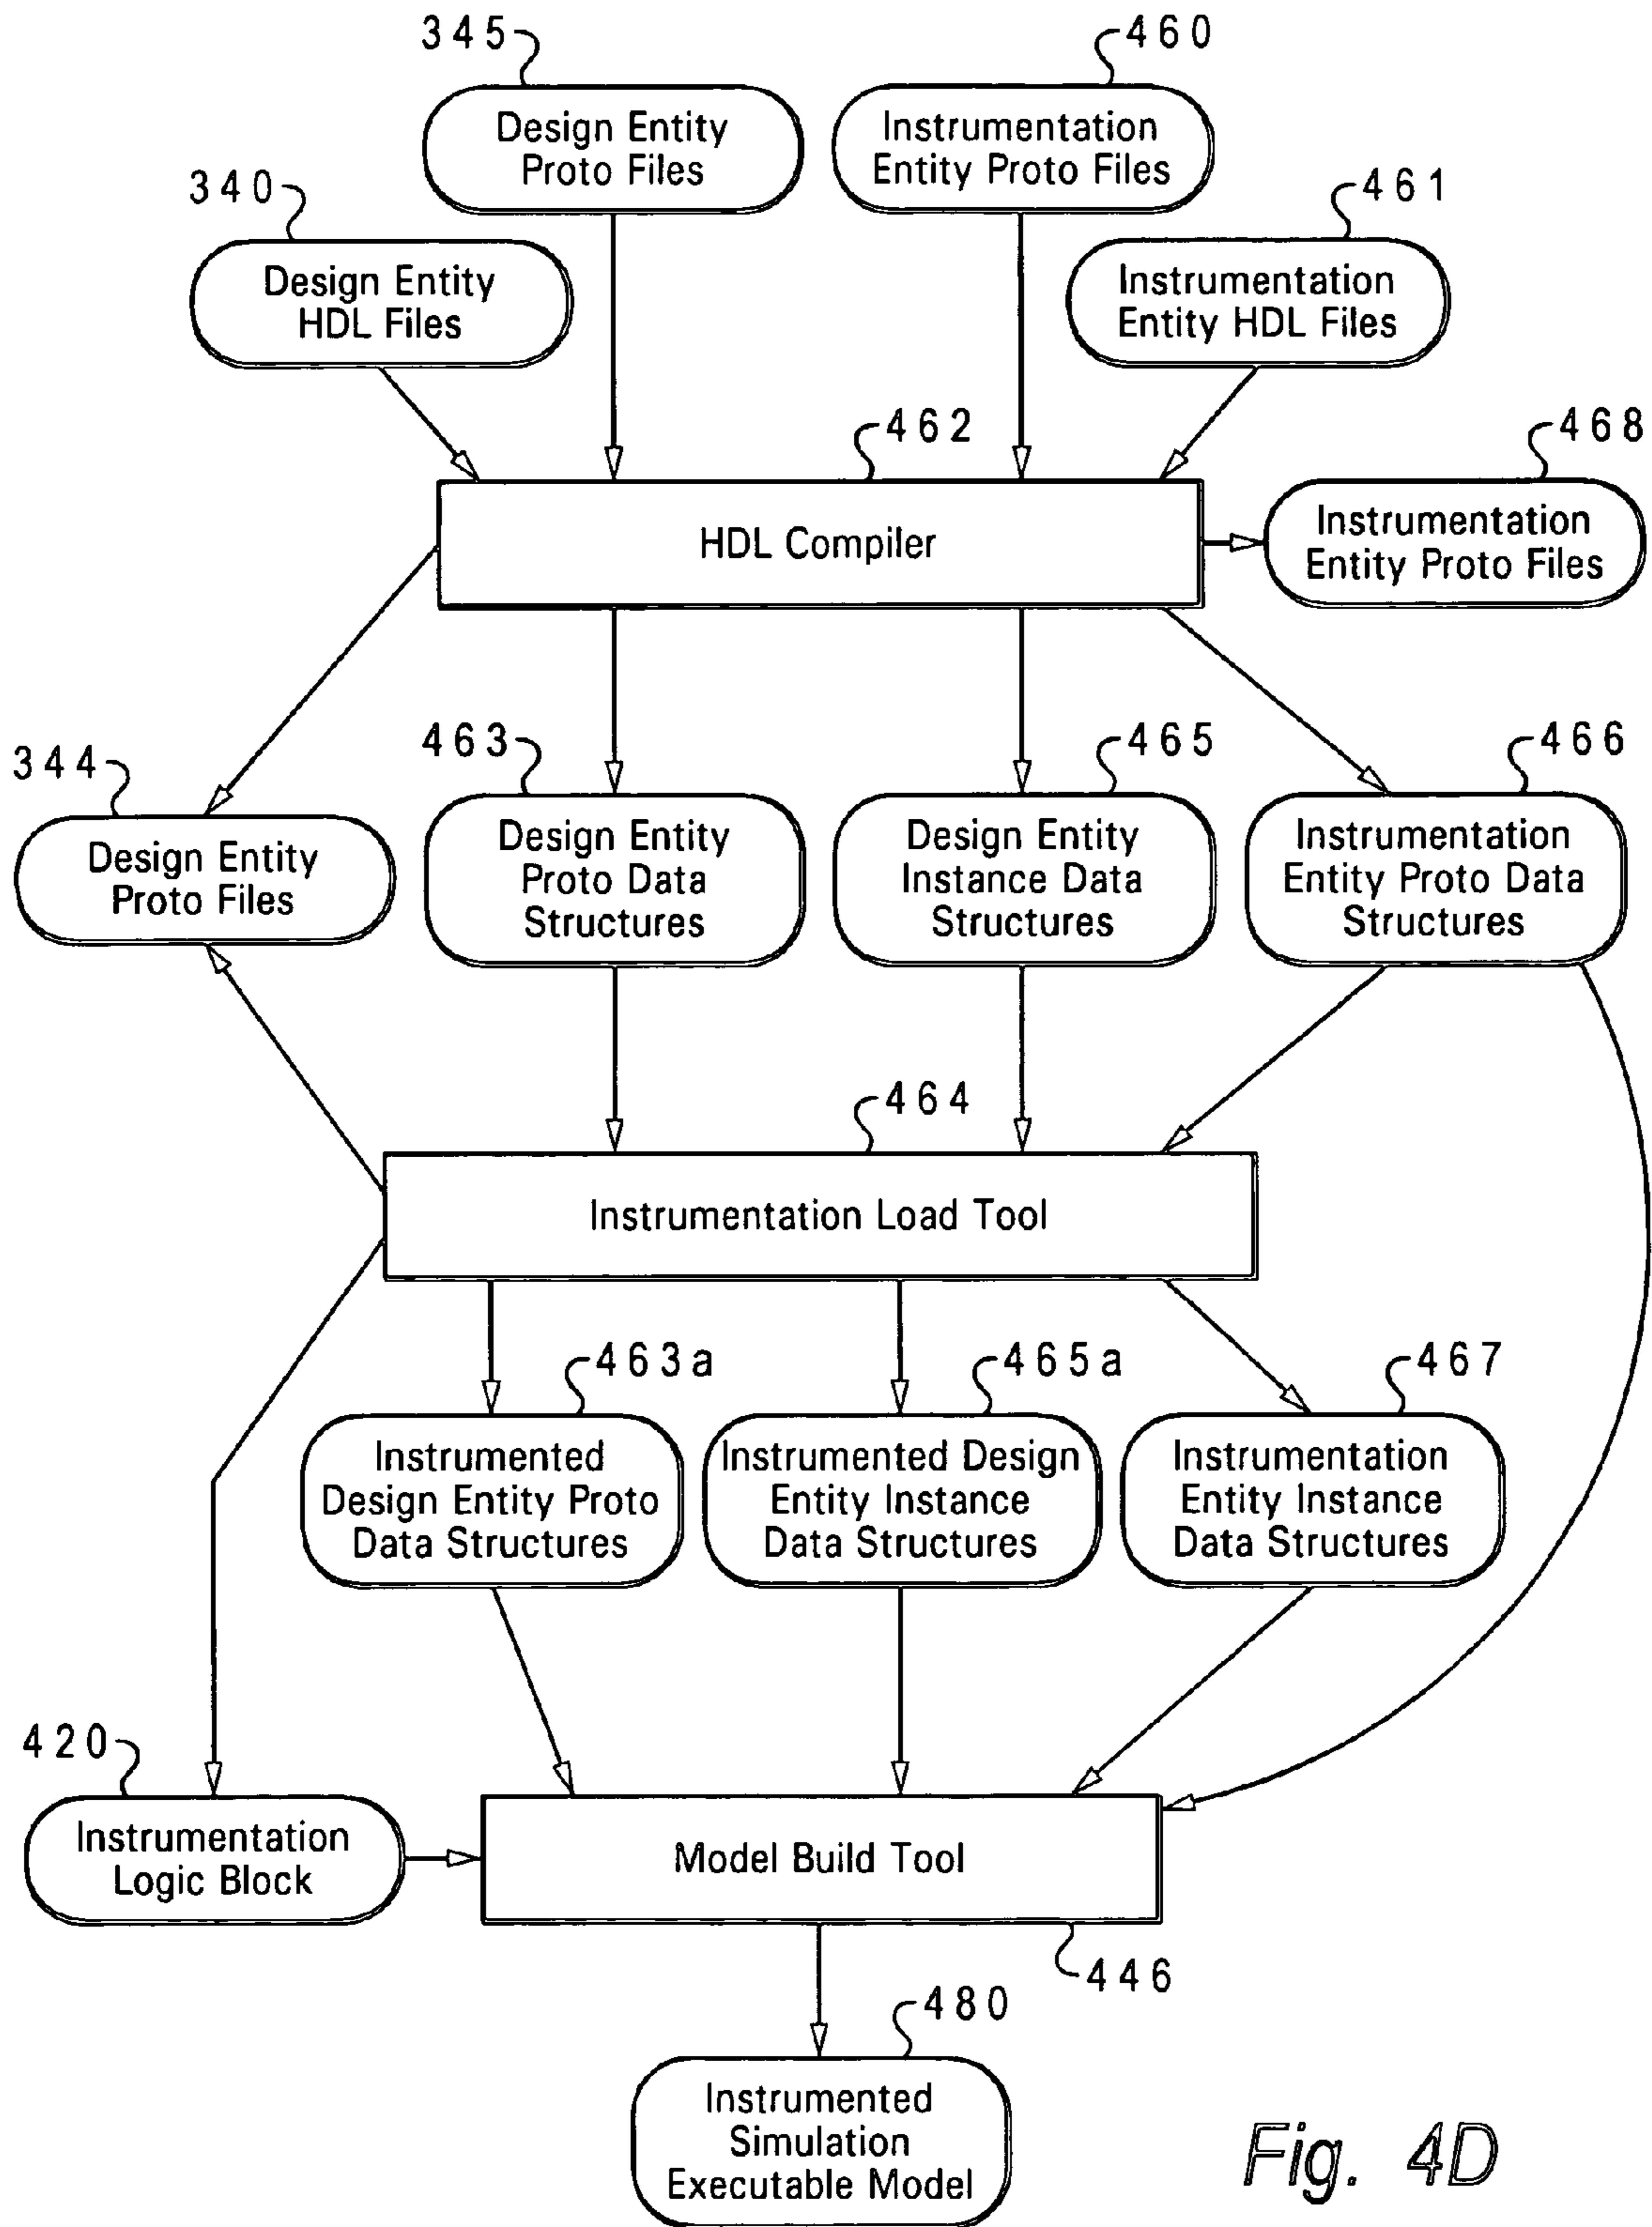 345
460
Design Entity
Proto Files
Instrumentation
Entity Proto Files
340
461
Design Entity
HDL Files
Instrumentation
Entity HDL Files
462
468
HDL Compiler
Instrumentation
Entity Proto Files
344
463
465
466
Design Entity
Proto Files
Design Entity
Proto Data
Structures
Design Entity
Instance Data
Structures
Instrumentation
Entity Proto Data
Structures
464
Instrumentation Load Tool
463a
465a
467
Instrumented
Design Entity Proto
Data Structures
Instrumented Design
Entity Instance
Data Structures
Instrumentation
Entity Instance
Data Structures
420
Instrumentation
Logic Block
Model Build Tool
446
480
Instrumented
Simulation
Executable Model
Fig. 4D